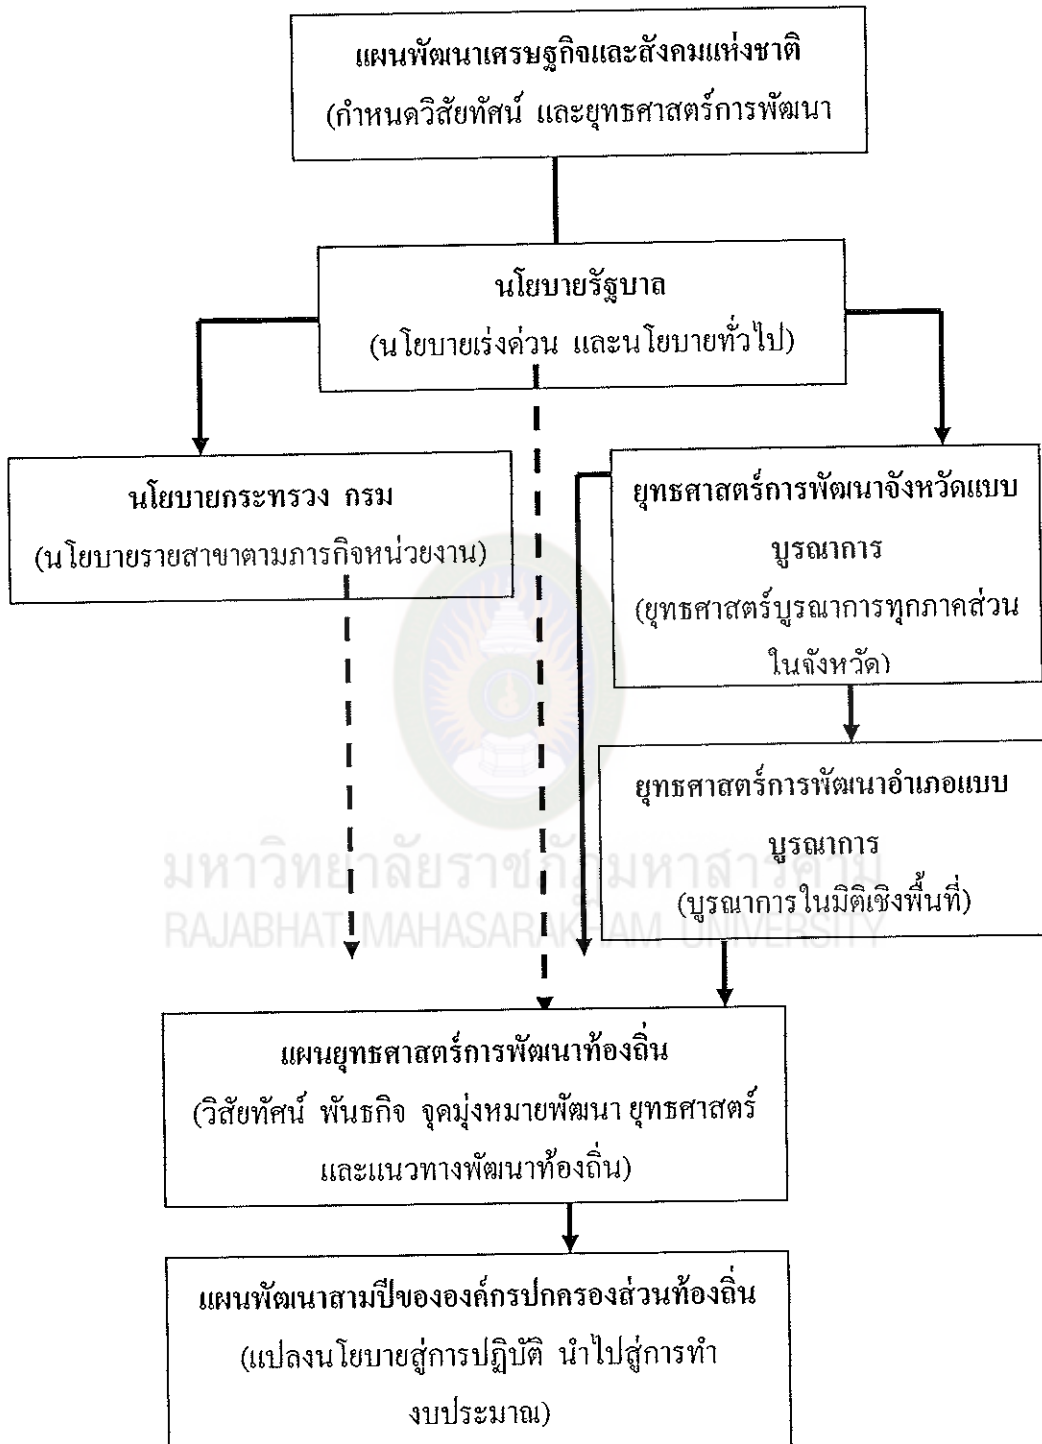 แผนพัฒนาเศรษฐกิจและสังคมแห่งชาติ
(กำหนดวิสัยทัศน์ และยุทธศาสตร์การพัฒนา
นโยบายรัฐบาล
(นโยบายเร่งด่วน และนโยบายทั่วไป)
นโยบายกระทรวง กรม
(นโยบายรายสาขาตามภารกิจหน่วยงาน)
ยุทธศาสตร์การพัฒนาจังหวัดแบบ
บูรณาการ
(ยุทธศาสตร์บูรณาการทุกภาคส่วน
ในจังหวัด)
ยุทธศาสตร์การพัฒนาอำเภอแบบ
บูรณาการ
(บูรณาการในมิติเชิงพื้นที่)
มหาวิทยาลัยราชภัฏมหาสารคาม
RAJABHAT MAHASARAKHAM UNIVERSITY
แผนยุทธศาสตร์การพัฒนาท้องถิ่น
(วิสัยทัศน์ พันธกิจ จุดมุ่งหมายพัฒนา ยุทธศาสตร์
และแนวทางพัฒนาท้องถิ่น)
แผนพัฒนาสามปีขององค์กรปกครองส่วนท้องถิ่น
(แปลงนโยบายสู่การปฏิบัติ นำไปสู่การทำ
งบประมาณ)